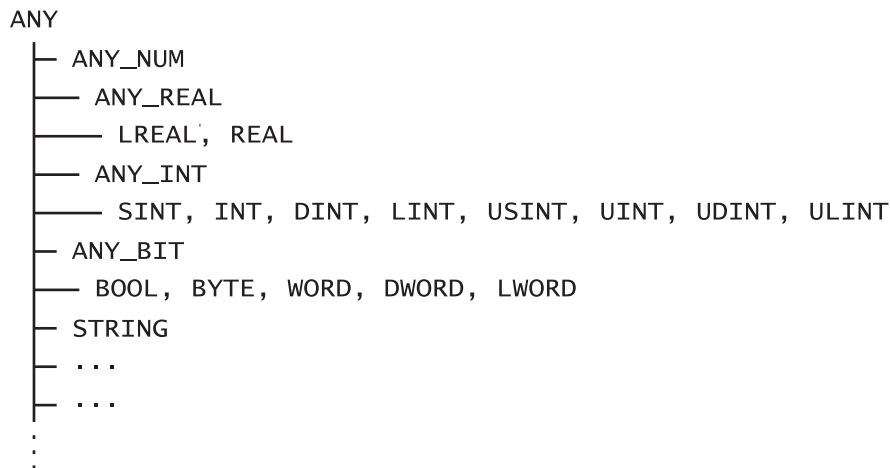 ANY
ANY_NUM
ANY_REAL
LREAL, REAL
ANY_INT
SINT, INT, DINT, LINT, USINT, UINT, UDINT, ULINT
ANY_BIT
BOOL, BYTE, WORD, DWORD, LWORD
STRING
...
...